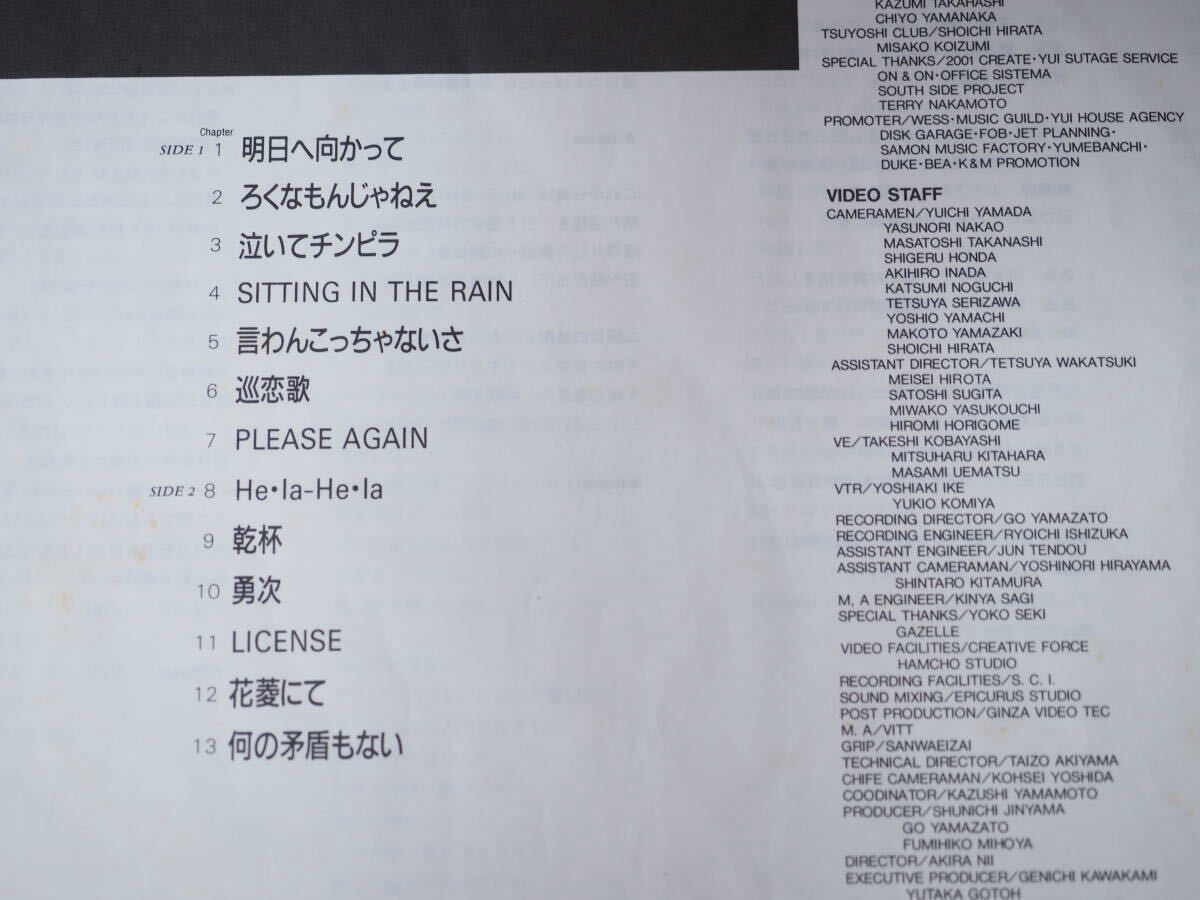 Chapter
SIDE 1 1 明日へ向かって
2 ろくなもんじゃねえ
3 泣いてチンピラ
4 SITTING IN THE RAIN
5 言わんこっちゃないさ
6 巡恋歌
7 PLEASE AGAIN
SIDE 2 8 He・la-He・la
9 乾杯
10 勇次
11 LICENSE
12 花菱にて
13 何の矛盾もない
KAZUMI TAKAHASHI
CHIYO YAMANAKA
TSUYOSHI CLUB/SHOICHI HIRATA
MISAKO KOIZUMI
SPECIAL THANKS/2001 CREATE・YUI SUTAGE SERVICE
ON & ON・OFFICE SISTEMA
SOUTH SIDE PROJECT
TERRY NAKAMOTO
PROMOTER/WESS・MUSIC GUILD・YUI HOUSE AGENCY
DISK GARAGE・FOB・JET PLANNING・
SAMON MUSIC FACTORY・YUMEBANCHI・
DUKE・BEA・K&M PROMOTION
VIDEO STAFF
CAMERAMEN/YUICHI YAMADA
YASUNORI NAKAO
MASATOSHI TAKANASHI
SHIGERU HONDA
AKIHIRO INADA
KATSUMI NOGUCHI
TETSUYA SERIZAWA
YOSHIO YAMACHI
MAKOTO YAMAZAKI
SHOICHI HIRATA
ASSISTANT DIRECTOR/TETSUYA WAKATSUKI
MEISEI HIROTA
SATOSHI SUGITA
MIWAKO YASUKOUCHI
HIROMI HORIGOME
VE/TAKESHI KOBAYASHI
MITSUHARU KITAHARA
MASAMI UEMATSU
VTR/YOSHIAKI IKE
YUKIO KOMIYA
RECORDING DIRECTOR/GO YAMAZATO
RECORDING ENGINEER/RYOICHI ISHIZUKA
ASSISTANT ENGINEER/JUN TENDOU
ASSISTANT CAMERAMAN/YOSHINORI HIRAYAMA
SHINTARO KITAMURA
M, A ENGINEER/KINYA SAGI
SPECIAL THANKS/YOKO SEKI
GAZELLE
VIDEO FACILITIES/CREATIVE FORCE
HAMCHO STUDIO
RECORDING FACILITIES/S. C. I.
SOUND MIXING/EPICURUS STUDIO
POST PRODUCTION/GINZA VIDEO TEC
M. A/VITT
GRIP/SANWAEIZAI
TECHNICAL DIRECTOR/TAIZO AKIYAMA
CHIFE CAMERAMAN/KOHSEI YOSHIDA
COODINATOR/KAZUSHI YAMAMOTO
PRODUCER/SHUNICHI JINYAMA
GO YAMAZATO
FUMIHIKO MIHOYA
DIRECTOR/AKIRA NII
EXECUTIVE PRODUCER/GENICHI KAWAKAMI
YUTAKA GOTOH